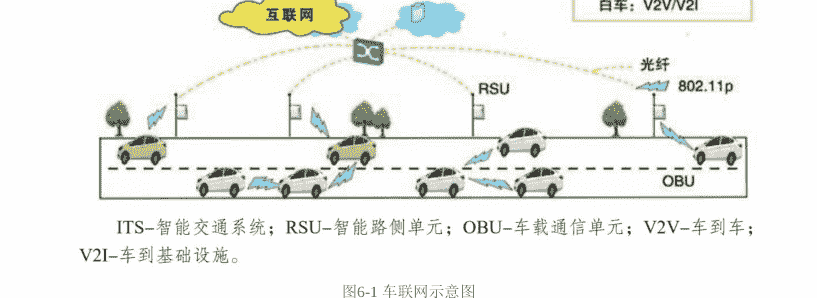 互联网
白车：V2V/V2I
光纤
RSU
802.11p
OBU
ITS-智能交通系统；RSU-智能路侧单元；OBU-车载通信单元；V2V-车到车；
V2I-车到基础设施。
图6-1 车联网示意图